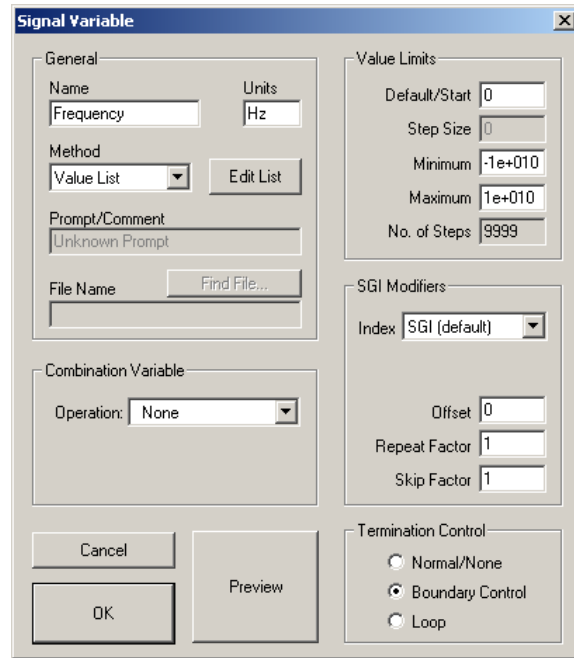 Signal Variable
General
Name Units
Frequency Hz
Method
Value List Edit List
Prompt/Comment
Unknown Prompt
File Name Find File...
Combination Variable
Operation: None
Cancel
OK
Preview
Value Limits
Default/Start 0
Step Size 0
Minimum -1e+010
Maximum 1e+010
No. of Steps 9999
SGI Modifiers
Index SGI (default)
Offset 0
Repeat Factor 1
Skip Factor 1
Termination Control
Normal/None
Boundary Control
Loop